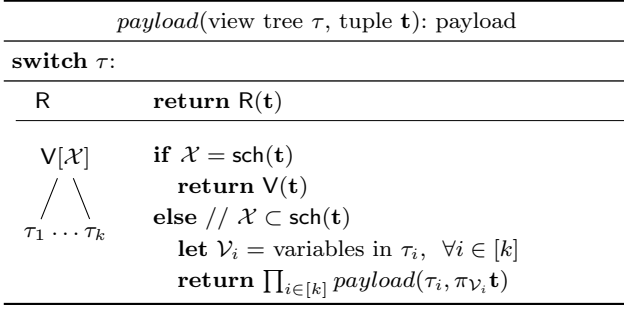 payload(view tree τ, tuple t): payload
switch τ:
R return R(t)
V[𝒳] if 𝒳 = sch(t)
return V(t)
else // 𝒳 ⊂ sch(t)
τ₁ … τₖ
let 𝒱ᵢ = variables in τᵢ, ∀i ∈ [k]
return ∏ᵢ∈[k] payload(τᵢ, π𝒱ᵢt)